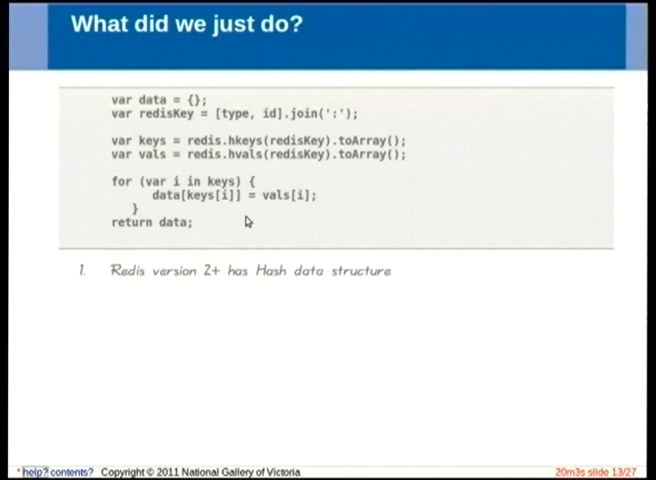 What did we just do?
var data = {};
var redisKey = [type, id].join(':');
var keys = redis.hkeys(redisKey).toArray();
var vals = redis.hvals(redisKey).toArray();
for (var i in keys) {
data[keys[i]] = vals[i];
}
return data;
1. Redis version 2+ has Hash data structure
* help? contents? Copyright © 2011 National Gallery of Victoria 20m3s slide 13/27